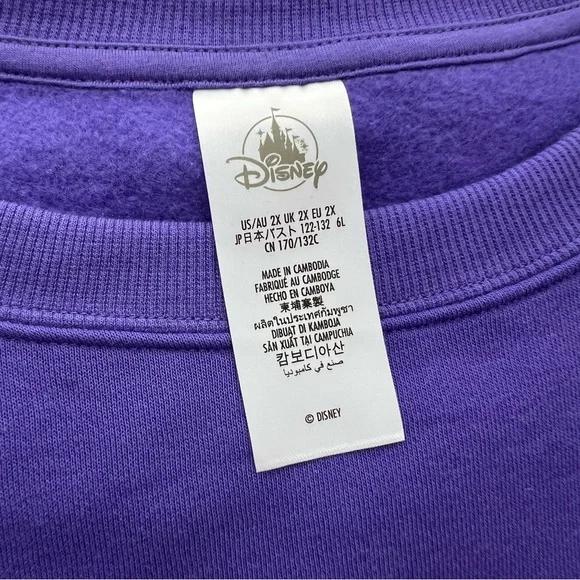 Disney
US/AU 2X UK 2X EU 2X
JP日本バスト 122-132 6L
CN 170/132C
MADE IN CAMBODIA
FABRIQUÉ AU CAMBODGE
HECHO EN CAMBOYA
柬埔寨製
ผลิตในประเทศกัมพูชา
DIBUAT DI KAMBOJA
SẢN XUẤT TẠI CAMPUCHIA
캄보디아산
صنع في كامبوديا
© DISNEY